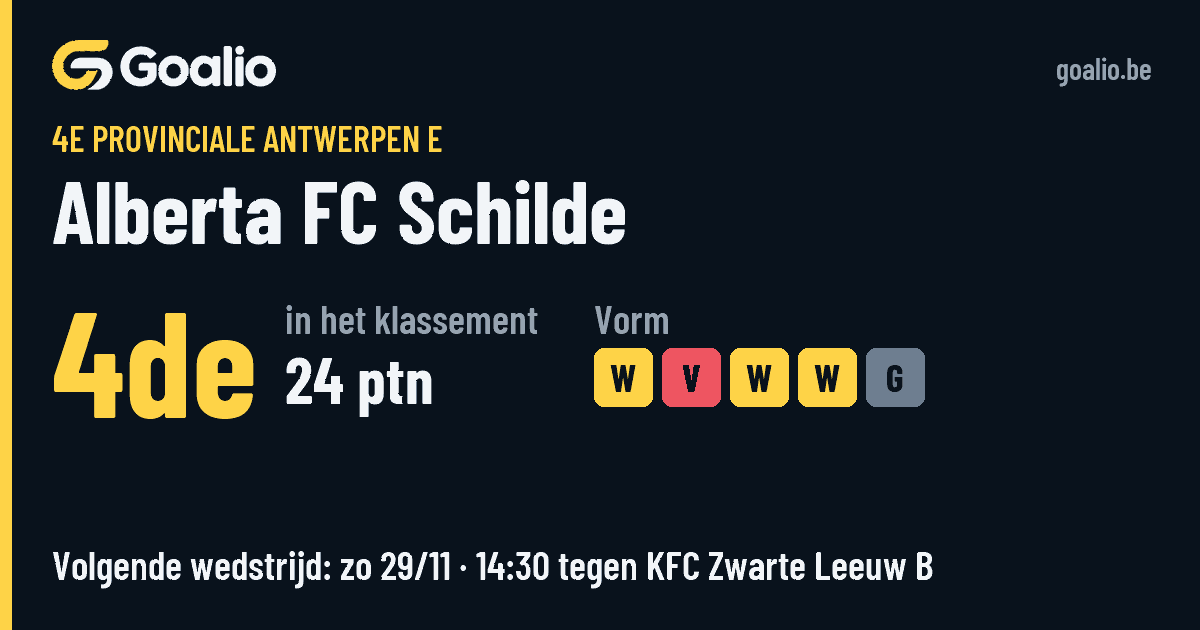 Goalio
goalio.be
4E PROVINCIALE ANTWERPEN E
Alberta FC Schilde
4de
in het klassement
24 ptn
Vorm
W V W W G
Volgende wedstrijd: zo 29/11 · 14:30 tegen KFC Zwarte Leeuw B